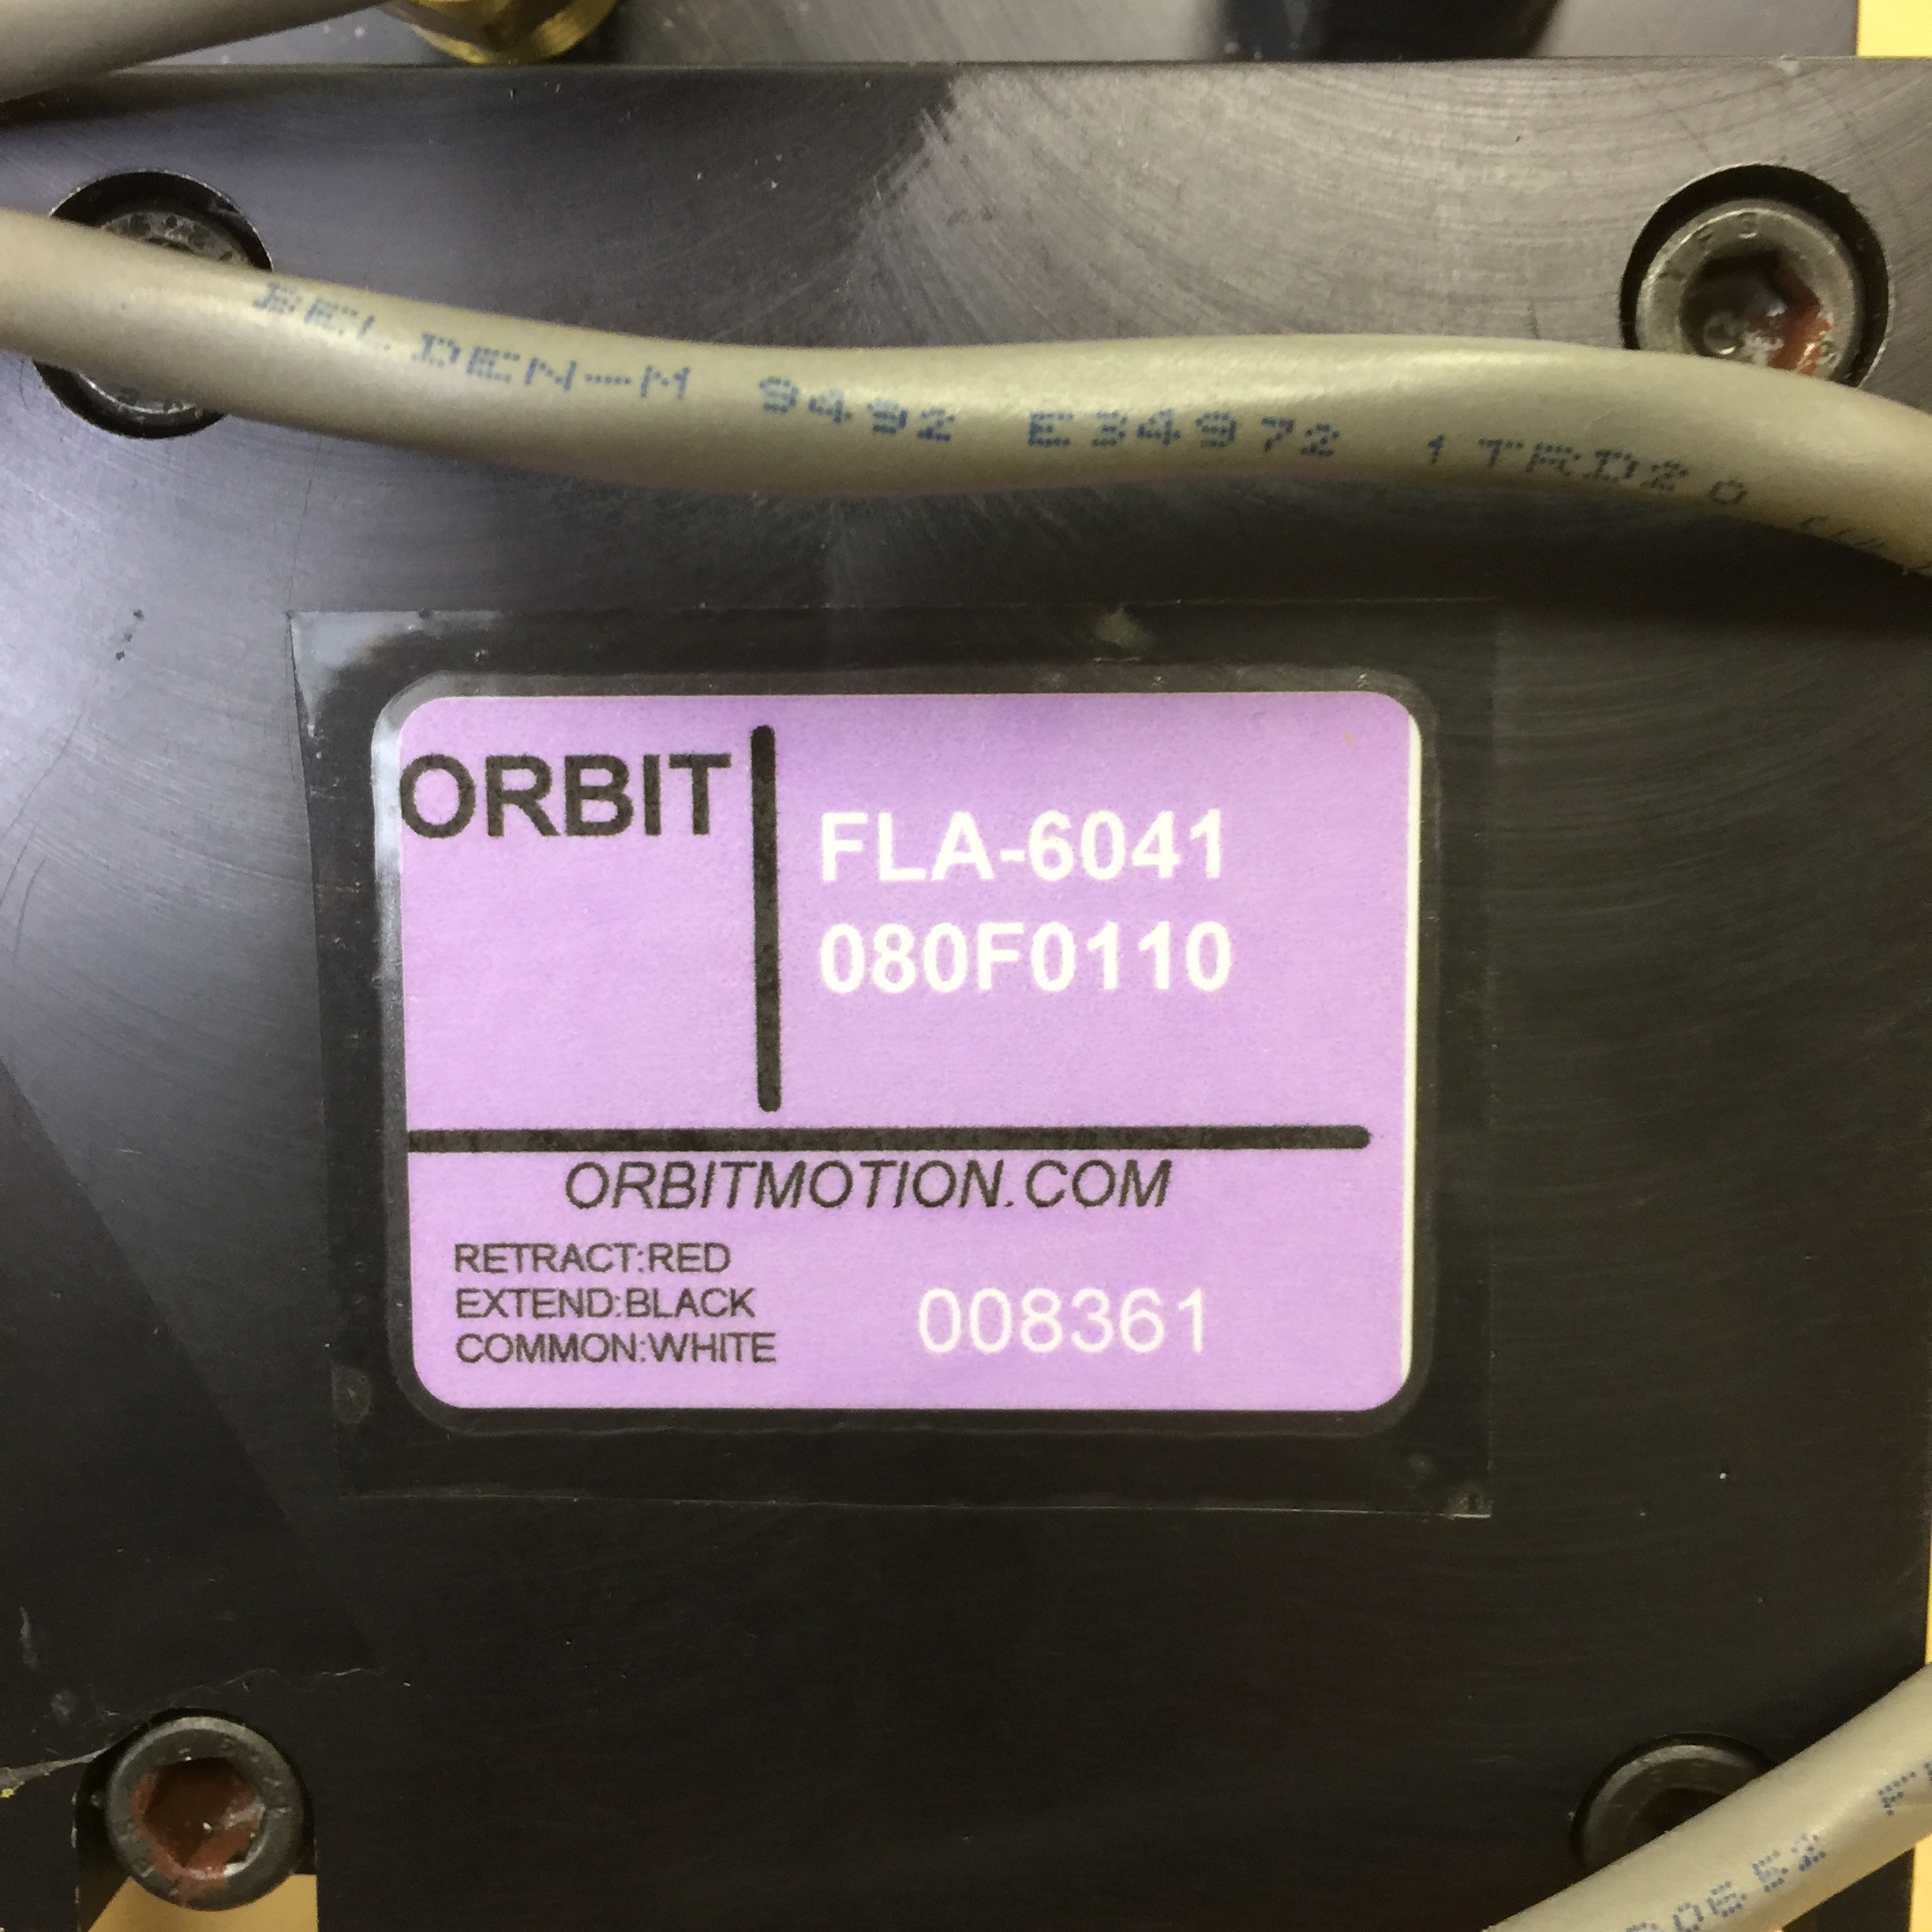 BELDEN-M 9492 E34972 1TRD20
ORBIT
FLA-6041
080F0110
ORBITMOTION.COM
RETRACT:RED
EXTEND:BLACK
COMMON:WHITE
008361